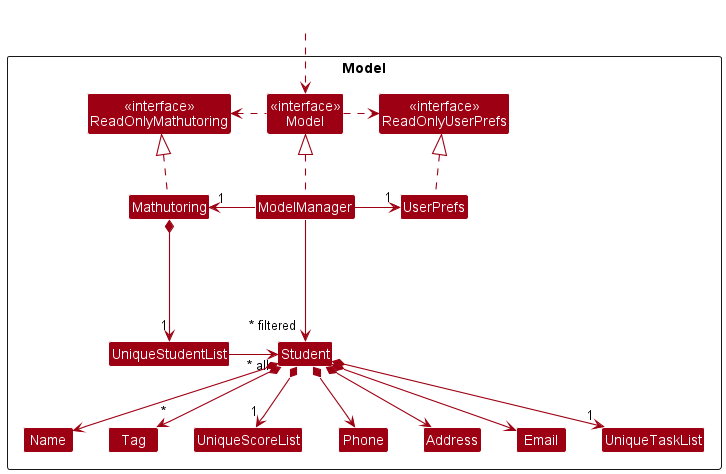 Model
«interface»
ReadOnlyMathutoring
«interface»
Model
«interface»
ReadOnlyUserPrefs
Mathutoring
1
ModelManager
1
UserPrefs
1
* filtered
UniqueStudentList
* all
Student
*
1
1
Name
Tag
UniqueScoreList
Phone
Address
Email
UniqueTaskList